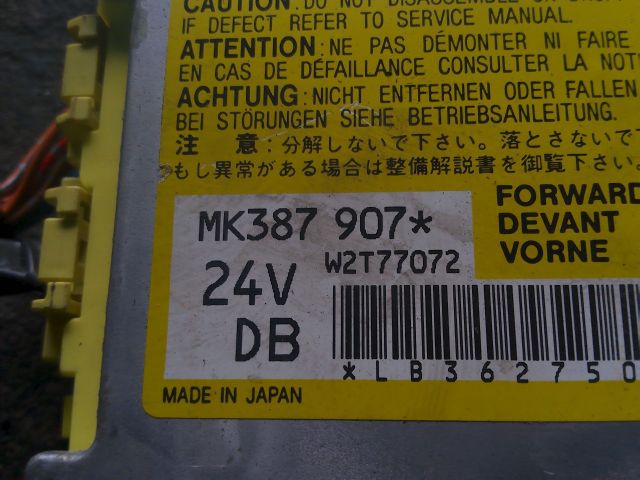 CAUTION: DO NOT DISASSEMBLE OR
IF DEFECT REFER TO SERVICE MANUAL.
ATTENTION: NE PAS DÉMONTER NI FAIRE
EN CAS DE DÉFAILLANCE CONSULTER LA
ACHTUNG: NICHT ENTFERNEN ODER FALLEN
BEI STÖRUNGEN SIEHE BETRIEBSANLEITUNG.
注 意 : 分解しないで下さい。落とさないで
もし異常がある場合は整備解説書を御覧下さい。
FORWARD
DEVANT
VORNE
MK387 907*
W2T77072
24V
DB
*LB362750
MADE IN JAPAN